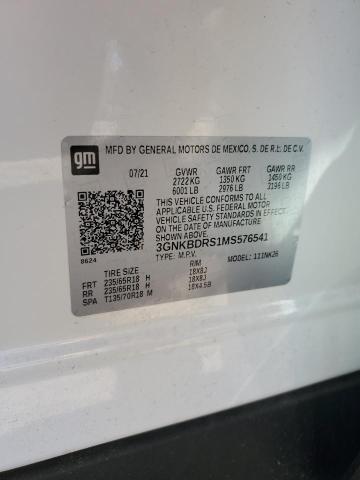 gm
MFD BY GENERAL MOTORS DE MEXICO, S. DE R.L. DE C.V.
07/21 GVWR GAWR FRT GAWR RR
2722 KG 1350 KG 1450 KG
6001 LB 2976 LB 3196 LB
THIS VEHICLE CONFORMS TO ALL
APPLICABLE U.S. FEDERAL MOTOR
VEHICLE SAFETY STANDARDS
IN EFFECT ON THE DATE OF
MANUFACTURE SHOWN ABOVE.
3GNKBDRS1MS576541
TYPE: M.P.V. MODEL: 111NK26
8624
TIRE SIZE RIM
FRT 235/65R18 H 18X8J
RR 235/65R18 H 18X8J
SPA T135/70R18 M 18X4.5B